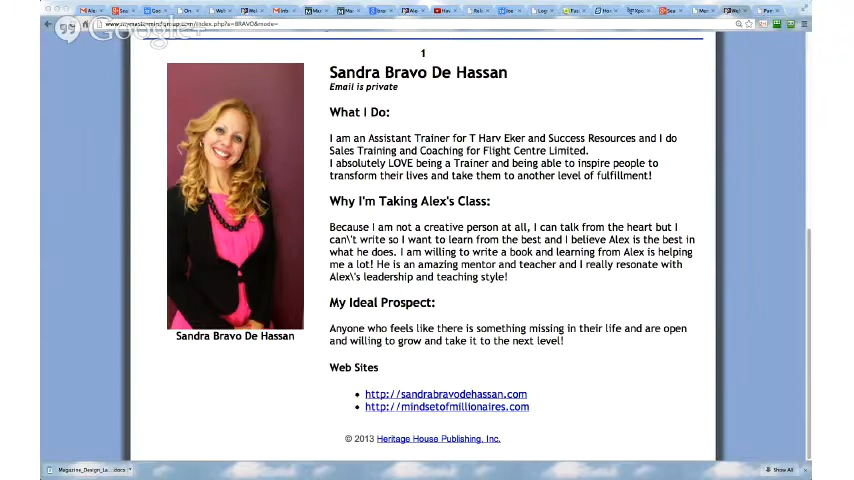 Google+
1
Sandra Bravo De Hassan
Email is private
What I Do:
I am an Assistant Trainer for T Harv Eker and Success Resources and I do
Sales Training and Coaching for Flight Centre Limited.
I absolutely LOVE being a Trainer and being able to inspire people to
transform their lives and take them to another level of fulfillment!
Why I'm Taking Alex's Class:
Because I am not a creative person at all, I can talk from the heart but I
can\'t write so I want to learn from the best and I believe Alex is the best in
what he does. I am willing to write a book and learning from Alex is helping
me a lot! He is an amazing mentor and teacher and I really resonate with
Alex\'s leadership and teaching style!
My Ideal Prospect:
Anyone who feels like there is something missing in their life and are open
and willing to grow and take it to the next level!
Sandra Bravo De Hassan
Web Sites
http://sandrabravodehassan.com
http://mindsetofmillionaires.com
© 2013 Heritage House Publishing, Inc.
Magazine_Design_La....docx
Show All